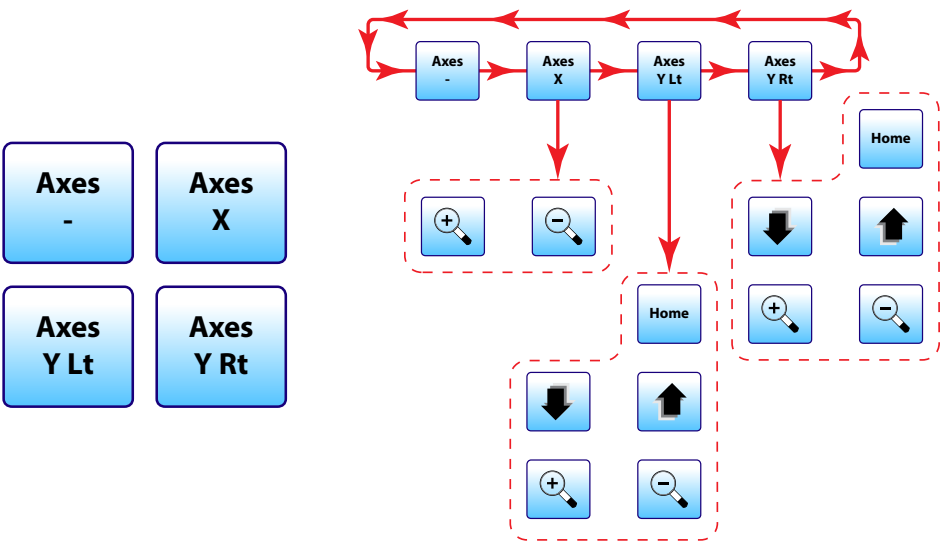 Axes
-
Axes
X
Axes
Y Lt
Axes
Y Rt
Axes
-
Axes
X
Axes
Y Lt
Axes
Y Rt
Home
Home